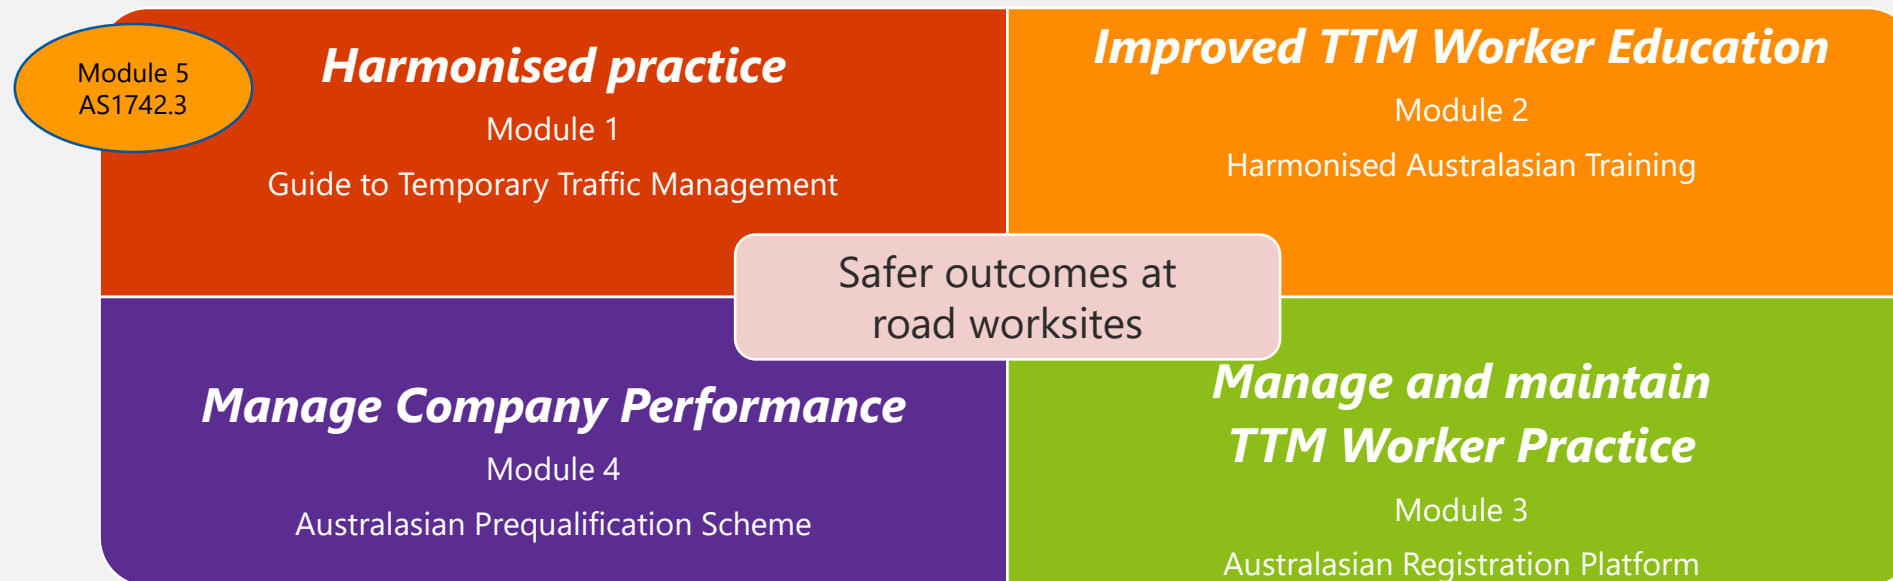 Module 5
AS1742.3
Harmonised practice
Module 1
Guide to Temporary Traffic Management
Improved TTM Worker Education
Module 2
Harmonised Australasian Training
Safer outcomes at
road worksites
Manage Company Performance
Module 4
Australasian Prequalification Scheme
Manage and maintain
TTM Worker Practice
Module 3
Australasian Registration Platform